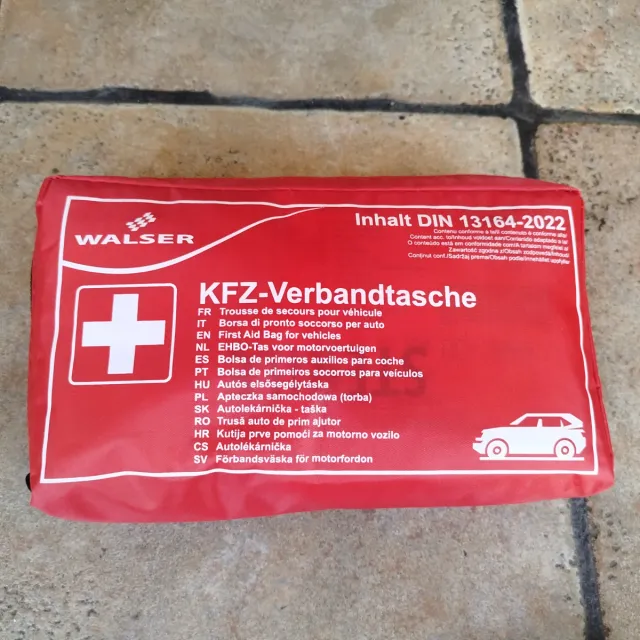 WALSER
Inhalt DIN 13164-2022
KFZ-Verbandtasche
FR Trousse de secours pour véhicule
IT Borsa di pronto soccorso per auto
EN First Aid Bag for vehicles
NL EHBO-Tas voor motorvoertuigen
ES Bolsa de primeros auxilios para coche
PT Bolsa de primeiros socorros para veículos
HU Autós elsősegélytáska
PL Apteczka samochodowa (torba)
SK Autolekárnička - taška
RO Trusă auto de prim ajutor
HR Kutija prve pomoći za motorno vozilo
CS Autolékárnička
SV Förbandsväska för motorfordon